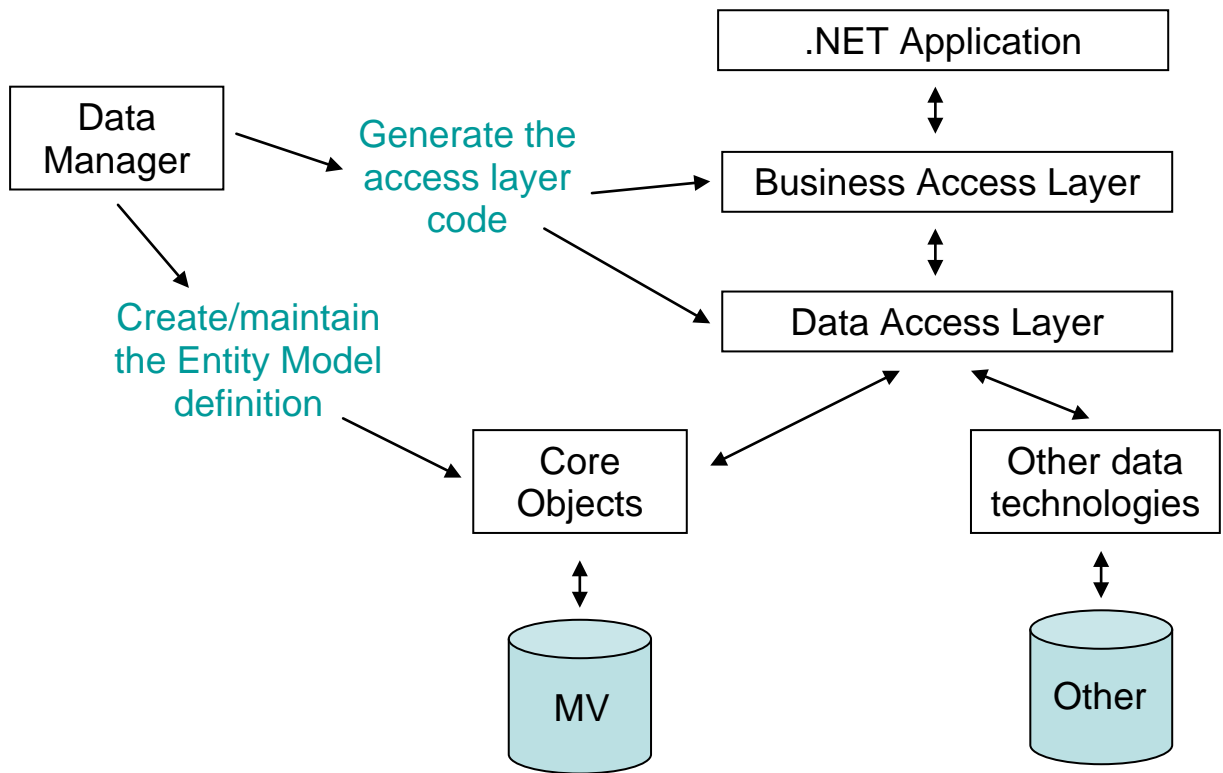 .NET Application
Data
Manager
Generate the
access layer
code
Business Access Layer
Data Access Layer
Create/maintain
the Entity Model
definition
Core
Objects
Other data
technologies
MV
Other